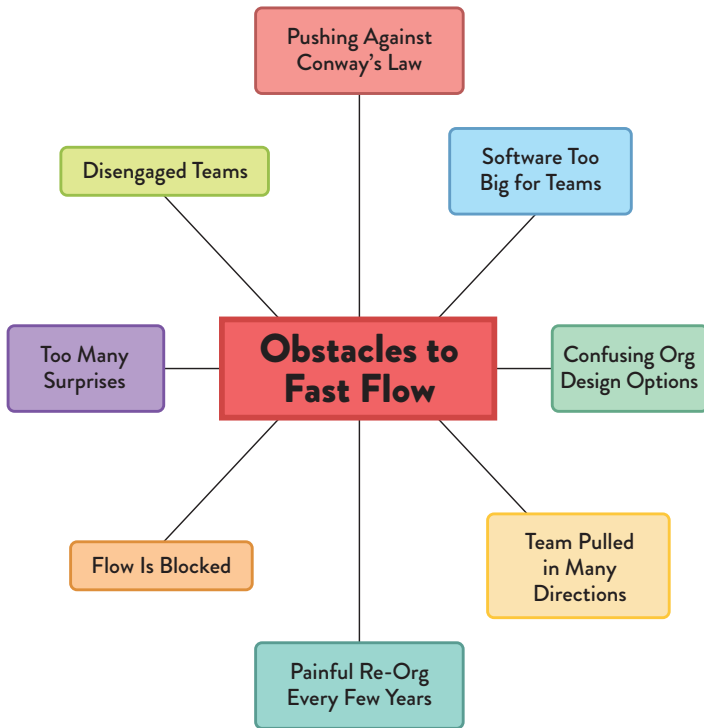 Pushing Against
Conway's Law
Disengaged Teams
Software Too
Big for Teams
Too Many
Surprises
Obstacles to
Fast Flow
Confusing Org
Design Options
Flow Is Blocked
Team Pulled
in Many
Directions
Painful Re-Org
Every Few Years